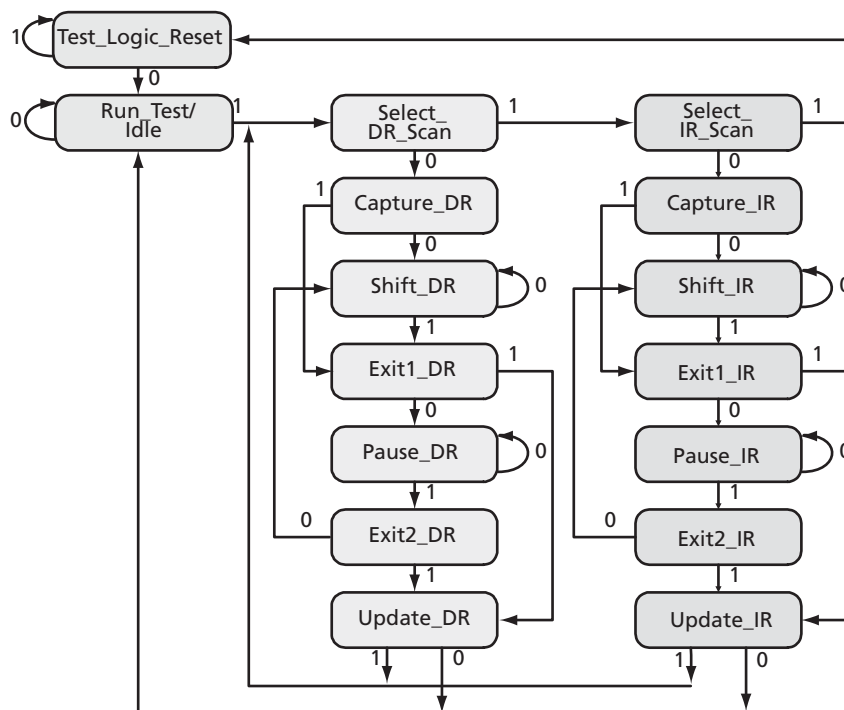 1
Test_Logic_Reset
0
0
Run_Test/
Idle
1
Select_
DR_Scan
1
Select_
IR_Scan
1
0
0
1
Capture_DR
1
Capture_IR
0
0
Shift_DR
0
Shift_IR
0
1
1
Exit1_DR
1
Exit1_IR
1
0
0
Pause_DR
0
Pause_IR
0
1
1
0
Exit2_DR
0
Exit2_IR
1
1
Update_DR
Update_IR
1
0
1
0